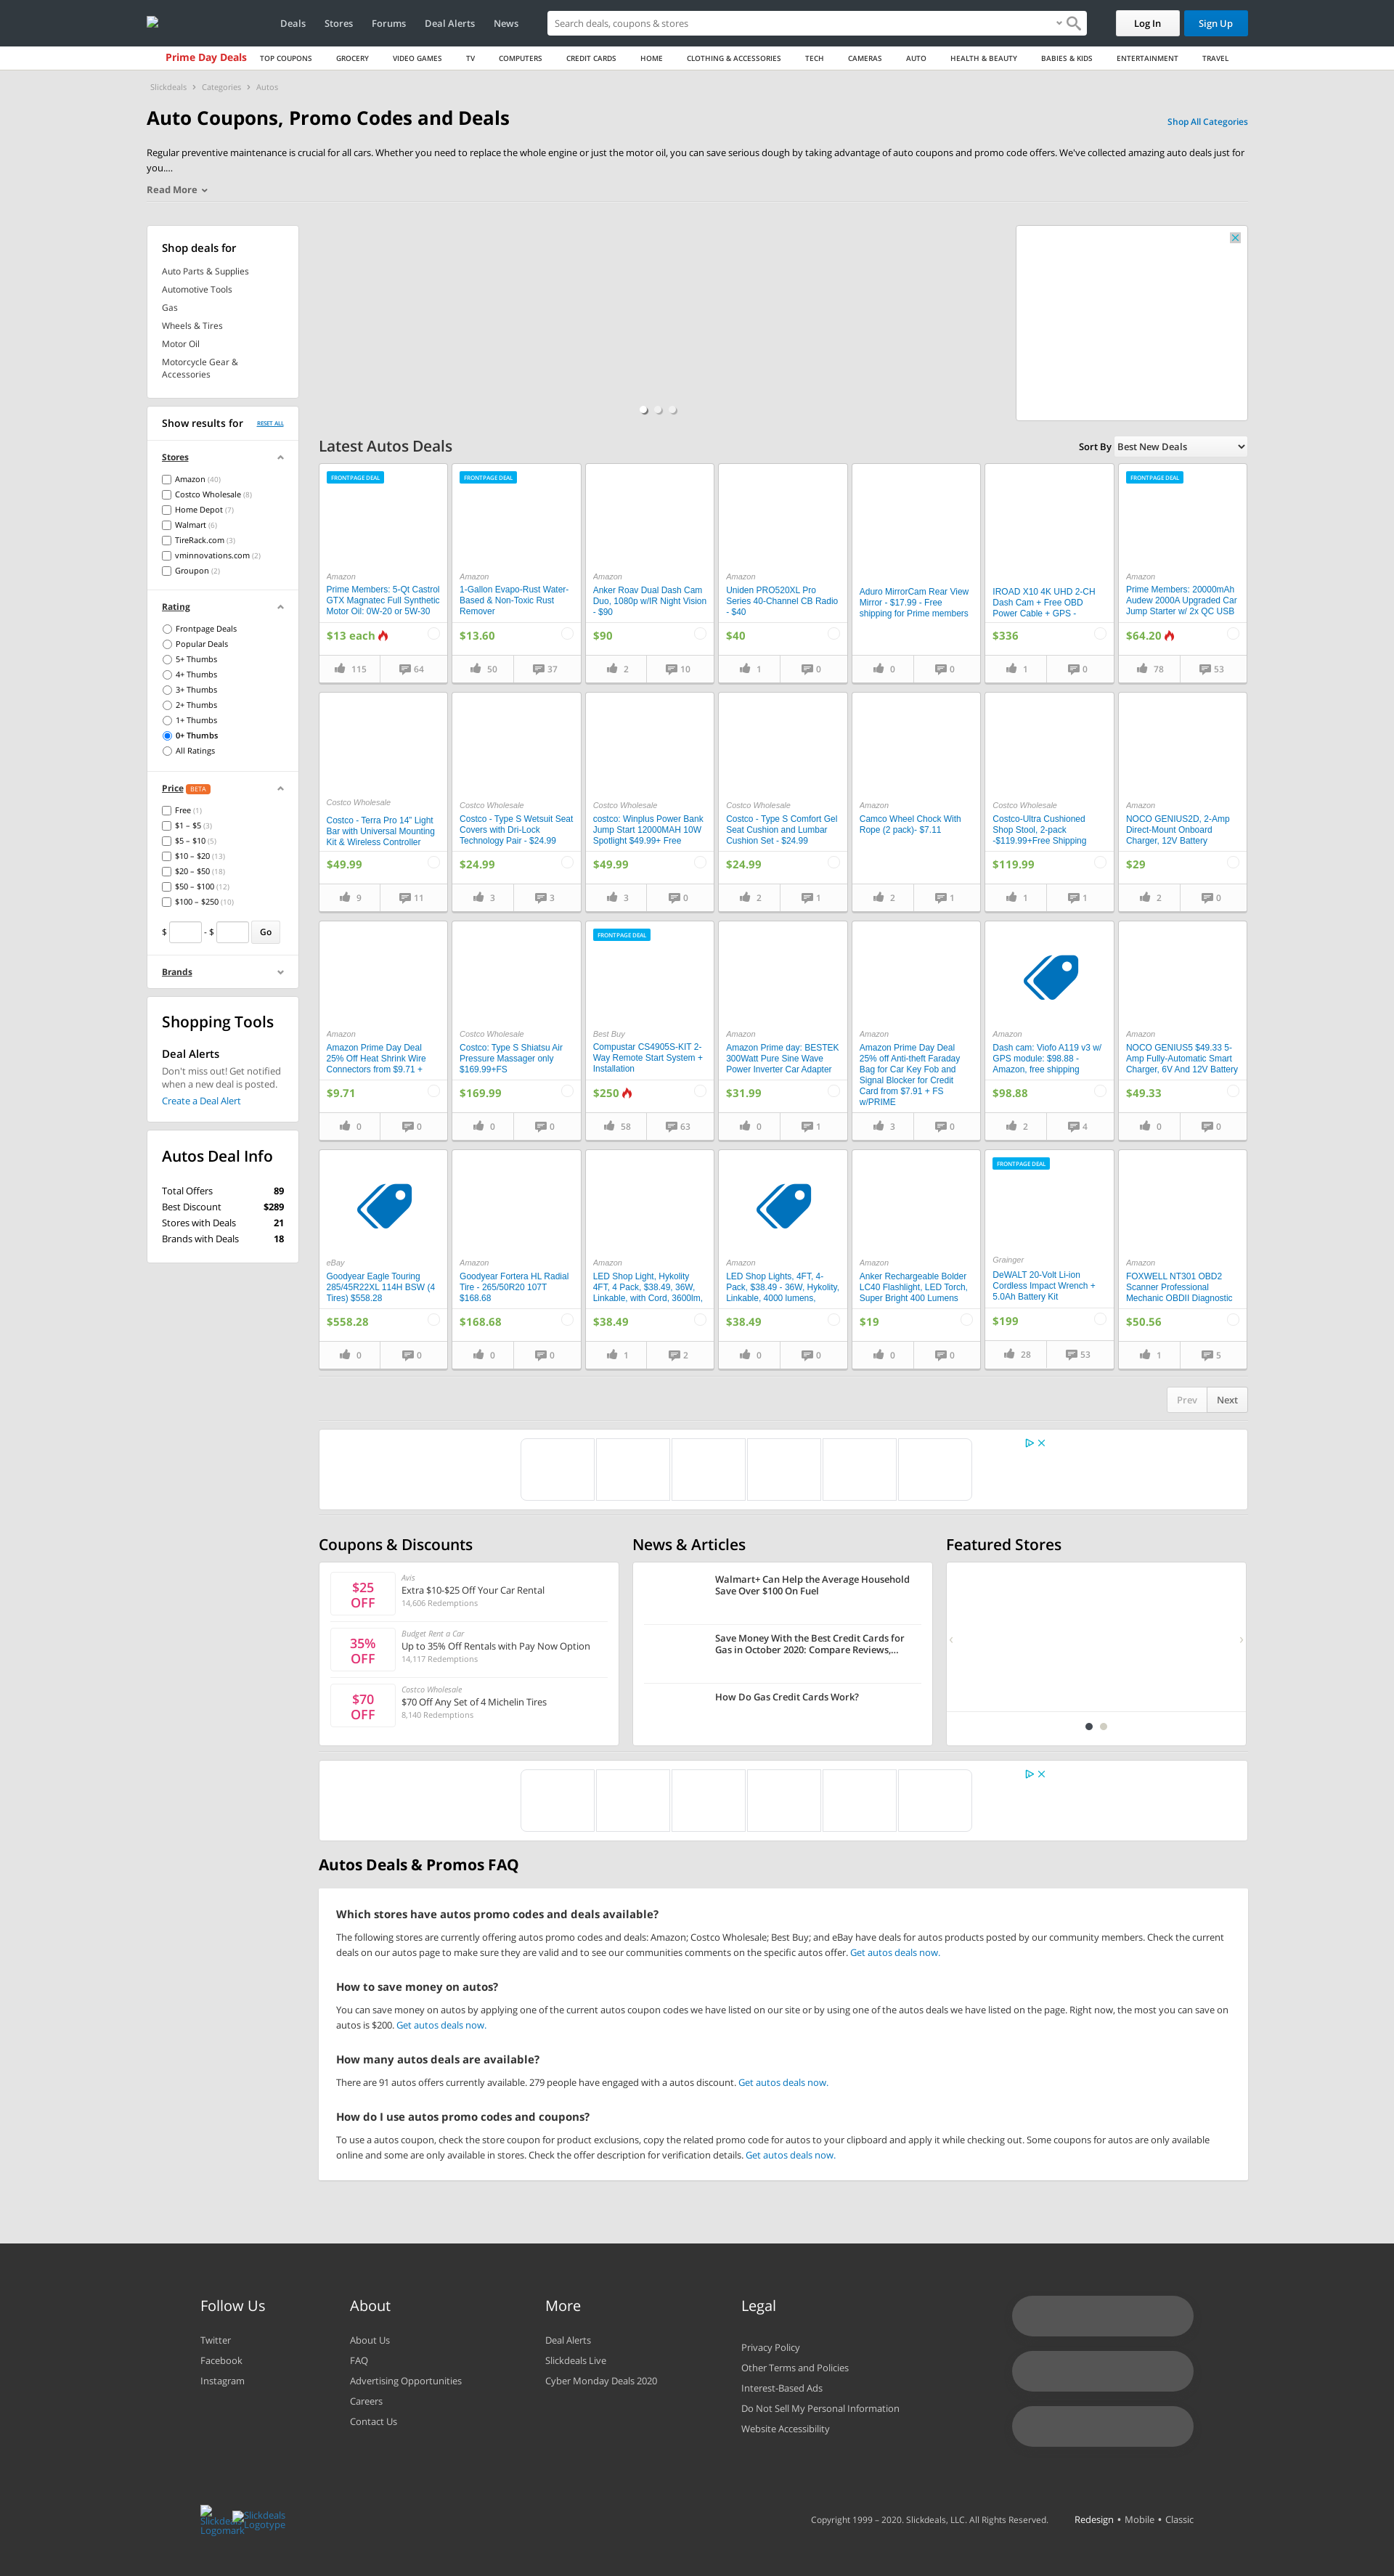 Deals Stores Forums Deal Alerts News
Search deals, coupons & stores
Log In Sign Up
Prime Day Deals TOP COUPONS GROCERY VIDEO GAMES TV COMPUTERS CREDIT CARDS HOME CLOTHING & ACCESSORIES TECH CAMERAS AUTO HEALTH & BEAUTY BABIES & KIDS ENTERTAINMENT TRAVEL
Slickdeals › Categories › Autos
Auto Coupons, Promo Codes and Deals
Shop All Categories
Regular preventive maintenance is crucial for all cars. Whether you need to replace the whole engine or just the motor oil, you can save serious dough by taking advantage of auto coupons and promo code offers. We've collected amazing auto deals just for
you....
Read More
Shop deals for
Auto Parts & Supplies
Automotive Tools
Gas
Wheels & Tires
Motor Oil
Motorcycle Gear &
Accessories
Show results for RESET ALL
Stores
Amazon (40)
Costco Wholesale (8)
Home Depot (7)
Walmart (6)
TireRack.com (3)
vminnovations.com (2)
Groupon (2)
Rating
Frontpage Deals
Popular Deals
5+ Thumbs
4+ Thumbs
3+ Thumbs
2+ Thumbs
1+ Thumbs
0+ Thumbs
All Ratings
Price BETA
Free (1)
$1 – $5 (3)
$5 – $10 (5)
$10 – $20 (13)
$20 – $50 (18)
$50 – $100 (12)
$100 – $250 (10)
$ - $ Go
Brands
Shopping Tools
Deal Alerts
Don't miss out! Get notified
when a new deal is posted.
Create a Deal Alert
Autos Deal Info
Total Offers 89
Best Discount $289
Stores with Deals 21
Brands with Deals 18
Latest Autos Deals
Sort By Best New Deals
FRONTPAGE DEAL
Amazon
Prime Members: 5-Qt Castrol
GTX Magnatec Full Synthetic
Motor Oil: 0W-20 or 5W-30
$13 each
115 64
FRONTPAGE DEAL
Amazon
1-Gallon Evapo-Rust Water-
Based & Non-Toxic Rust
Remover
$13.60
50 37
Amazon
Anker Roav Dual Dash Cam
Duo, 1080p w/IR Night Vision
- $90
$90
2 10
Amazon
Uniden PRO520XL Pro
Series 40-Channel CB Radio
- $40
$40
1 0
Aduro MirrorCam Rear View
Mirror - $17.99 - Free
shipping for Prime members
0 0
IROAD X10 4K UHD 2-CH
Dash Cam + Free OBD
Power Cable + GPS -
$336
1 0
FRONTPAGE DEAL
Amazon
Prime Members: 20000mAh
Audew 2000A Upgraded Car
Jump Starter w/ 2x QC USB
$64.20
78 53
Costco Wholesale
Costco - Terra Pro 14" Light
Bar with Universal Mounting
Kit & Wireless Controller
$49.99
9 11
Costco Wholesale
Costco - Type S Wetsuit Seat
Covers with Dri-Lock
Technology Pair - $24.99
$24.99
3 3
Costco Wholesale
costco: Winplus Power Bank
Jump Start 12000MAH 10W
Spotlight $49.99+ Free
$49.99
3 0
Costco Wholesale
Costco - Type S Comfort Gel
Seat Cushion and Lumbar
Cushion Set - $24.99
$24.99
2 1
Amazon
Camco Wheel Chock With
Rope (2 pack)- $7.11
2 1
Costco Wholesale
Costco-Ultra Cushioned
Shop Stool, 2-pack
-$119.99+Free Shipping
$119.99
1 1
Amazon
NOCO GENIUS2D, 2-Amp
Direct-Mount Onboard
Charger, 12V Battery
$29
2 0
Amazon
Amazon Prime Day Deal
25% Off Heat Shrink Wire
Connectors from $9.71 +
$9.71
0 0
Costco Wholesale
Costco: Type S Shiatsu Air
Pressure Massager only
$169.99+FS
$169.99
0 0
FRONTPAGE DEAL
Best Buy
Compustar CS4905S-KIT 2-
Way Remote Start System +
Installation
$250
58 63
Amazon
Amazon Prime day: BESTEK
300Watt Pure Sine Wave
Power Inverter Car Adapter
$31.99
0 1
Amazon
Amazon Prime Day Deal
25% off Anti-theft Faraday
Bag for Car Key Fob and
Signal Blocker for Credit
Card from $7.91 + FS
w/PRIME
3 0
Amazon
Dash cam: Viofo A119 v3 w/
GPS module: $98.88 -
Amazon, free shipping
$98.88
2 4
Amazon
NOCO GENIUS5 $49.33 5-
Amp Fully-Automatic Smart
Charger, 6V And 12V Battery
$49.33
0 0
eBay
Goodyear Eagle Touring
285/45R22XL 114H BSW (4
Tires) $558.28
$558.28
0 0
Amazon
Goodyear Fortera HL Radial
Tire - 265/50R20 107T
$168.68
$168.68
0 0
Amazon
LED Shop Light, Hykolity
4FT, 4 Pack, $38.49, 36W,
Linkable, with Cord, 3600lm,
$38.49
1 2
Amazon
LED Shop Lights, 4FT, 4-
Pack, $38.49 - 36W, Hykolity,
Linkable, 4000 lumens,
$38.49
0 0
Amazon
Anker Rechargeable Bolder
LC40 Flashlight, LED Torch,
Super Bright 400 Lumens
$19
0 0
FRONTPAGE DEAL
Grainger
DeWALT 20-Volt Li-ion
Cordless Impact Wrench +
5.0Ah Battery Kit
$199
28 53
Amazon
FOXWELL NT301 OBD2
Scanner Professional
Mechanic OBDII Diagnostic
$50.56
1 5
Prev Next
Coupons & Discounts
$25
OFF
Avis
Extra $10-$25 Off Your Car Rental
14,606 Redemptions
35%
OFF
Budget Rent a Car
Up to 35% Off Rentals with Pay Now Option
14,117 Redemptions
$70
OFF
Costco Wholesale
$70 Off Any Set of 4 Michelin Tires
8,140 Redemptions
News & Articles
Walmart+ Can Help the Average Household
Save Over $100 On Fuel
Save Money With the Best Credit Cards for
Gas in October 2020: Compare Reviews,...
How Do Gas Credit Cards Work?
Featured Stores
Autos Deals & Promos FAQ
Which stores have autos promo codes and deals available?
The following stores are currently offering autos promo codes and deals: Amazon; Costco Wholesale; Best Buy; and eBay have deals for autos products posted by our community members. Check the current
deals on our autos page to make sure they are valid and to see our communities comments on the specific autos offer. Get autos deals now.
How to save money on autos?
You can save money on autos by applying one of the current autos coupon codes we have listed on our site or by using one of the autos deals we have listed on the page. Right now, the most you can save on
autos is $200. Get autos deals now.
How many autos deals are available?
There are 91 autos offers currently available. 279 people have engaged with a autos discount. Get autos deals now.
How do I use autos promo codes and coupons?
To use a autos coupon, check the store coupon for product exclusions, copy the related promo code for autos to your clipboard and apply it while checking out. Some coupons for autos are only available
online and some are only available in stores. Check the offer description for verification details. Get autos deals now.
Follow Us
Twitter
Facebook
Instagram
About
About Us
FAQ
Advertising Opportunities
Careers
Contact Us
More
Deal Alerts
Slickdeals Live
Cyber Monday Deals 2020
Legal
Privacy Policy
Other Terms and Policies
Interest-Based Ads
Do Not Sell My Personal Information
Website Accessibility
Logomark
Slickdeals
Logotype
Copyright 1999 – 2020. Slickdeals, LLC. All Rights Reserved.
Redesign • Mobile • Classic